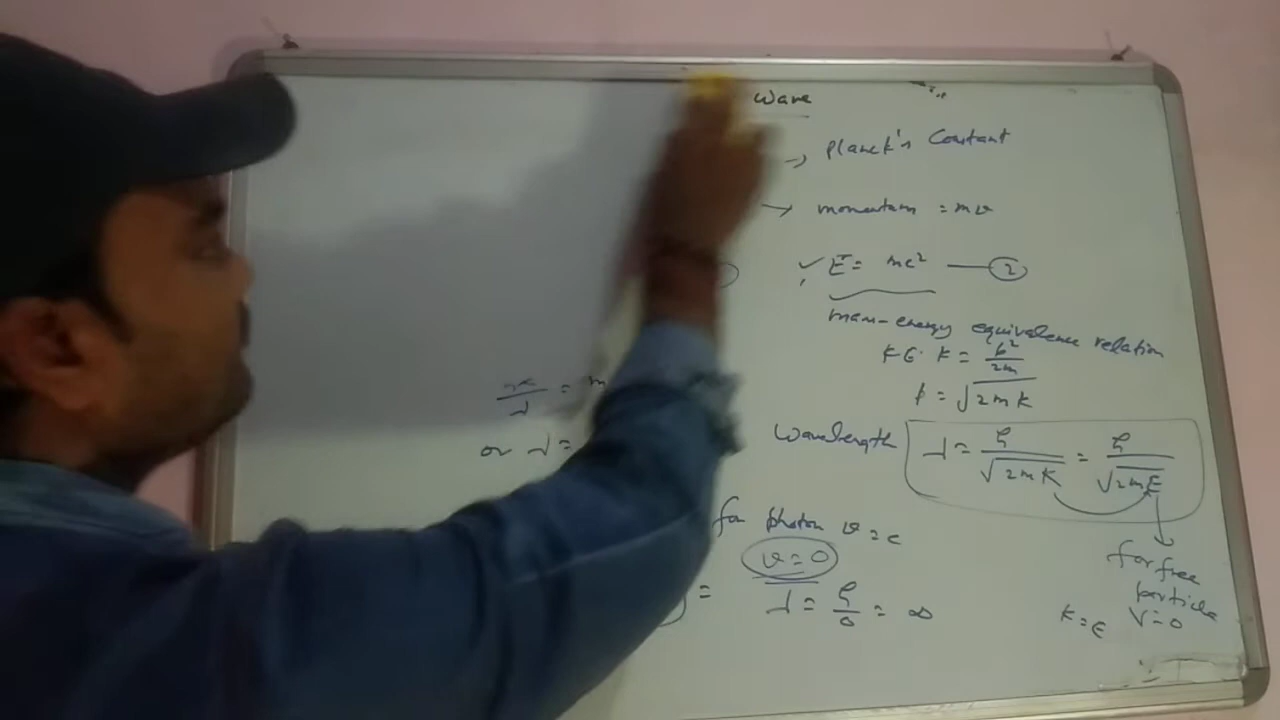 Wave
→ Planck's Constant
→ momentum = mv
✓ E = mc² — ②
mass-energy equivalence relation
K.E. K = p²/2m
p = √2mK
or λ =
Wavelength λ = h/√2mK = h/√2mE
for photon v = c
v = 0
λ = h/0 = ∞
for free
particle
K = E V = 0